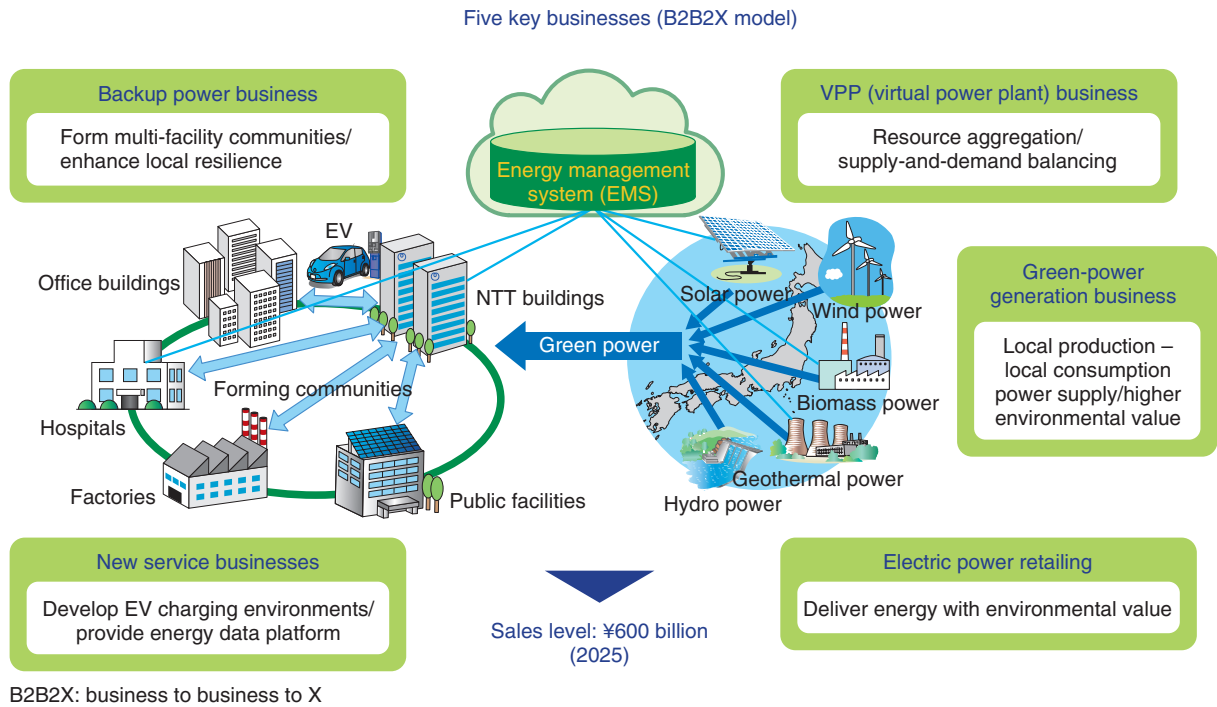 Five key businesses (B2B2X model)
Backup power business
Form multi-facility communities/
enhance local resilience
Energy management
system (EMS)
VPP (virtual power plant) business
Resource aggregation/
supply-and-demand balancing
EV
Office buildings
NTT buildings
Forming communities
Hospitals
Factories
Public facilities
Green power
Solar power
Wind power
Biomass power
Geothermal power
Hydro power
Green-power
generation business
Local production –
local consumption
power supply/higher
environmental value
New service businesses
Develop EV charging environments/
provide energy data platform
Sales level: ¥600 billion
(2025)
Electric power retailing
Deliver energy with environmental value
B2B2X: business to business to X